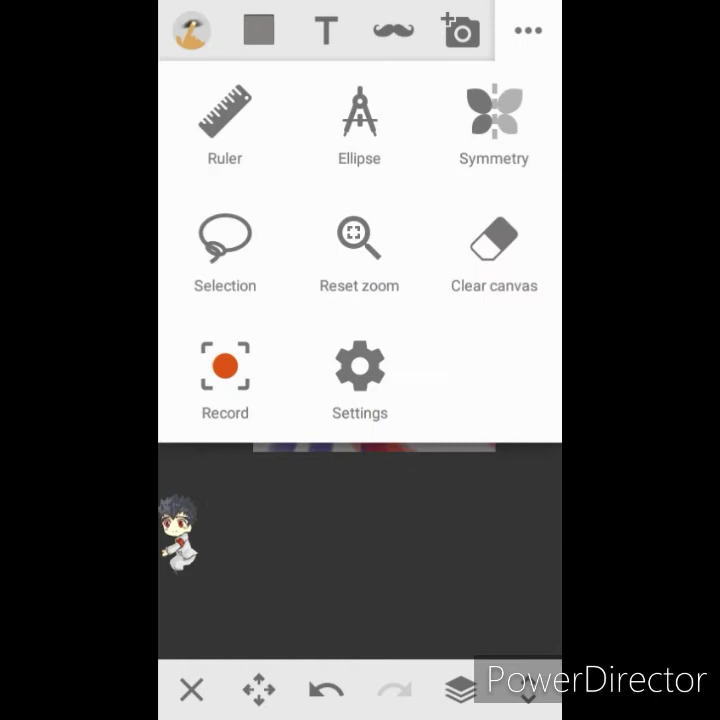 T
Ruler
Ellipse
Symmetry
Selection
Reset zoom
Clear canvas
Record
Settings
PowerDirector